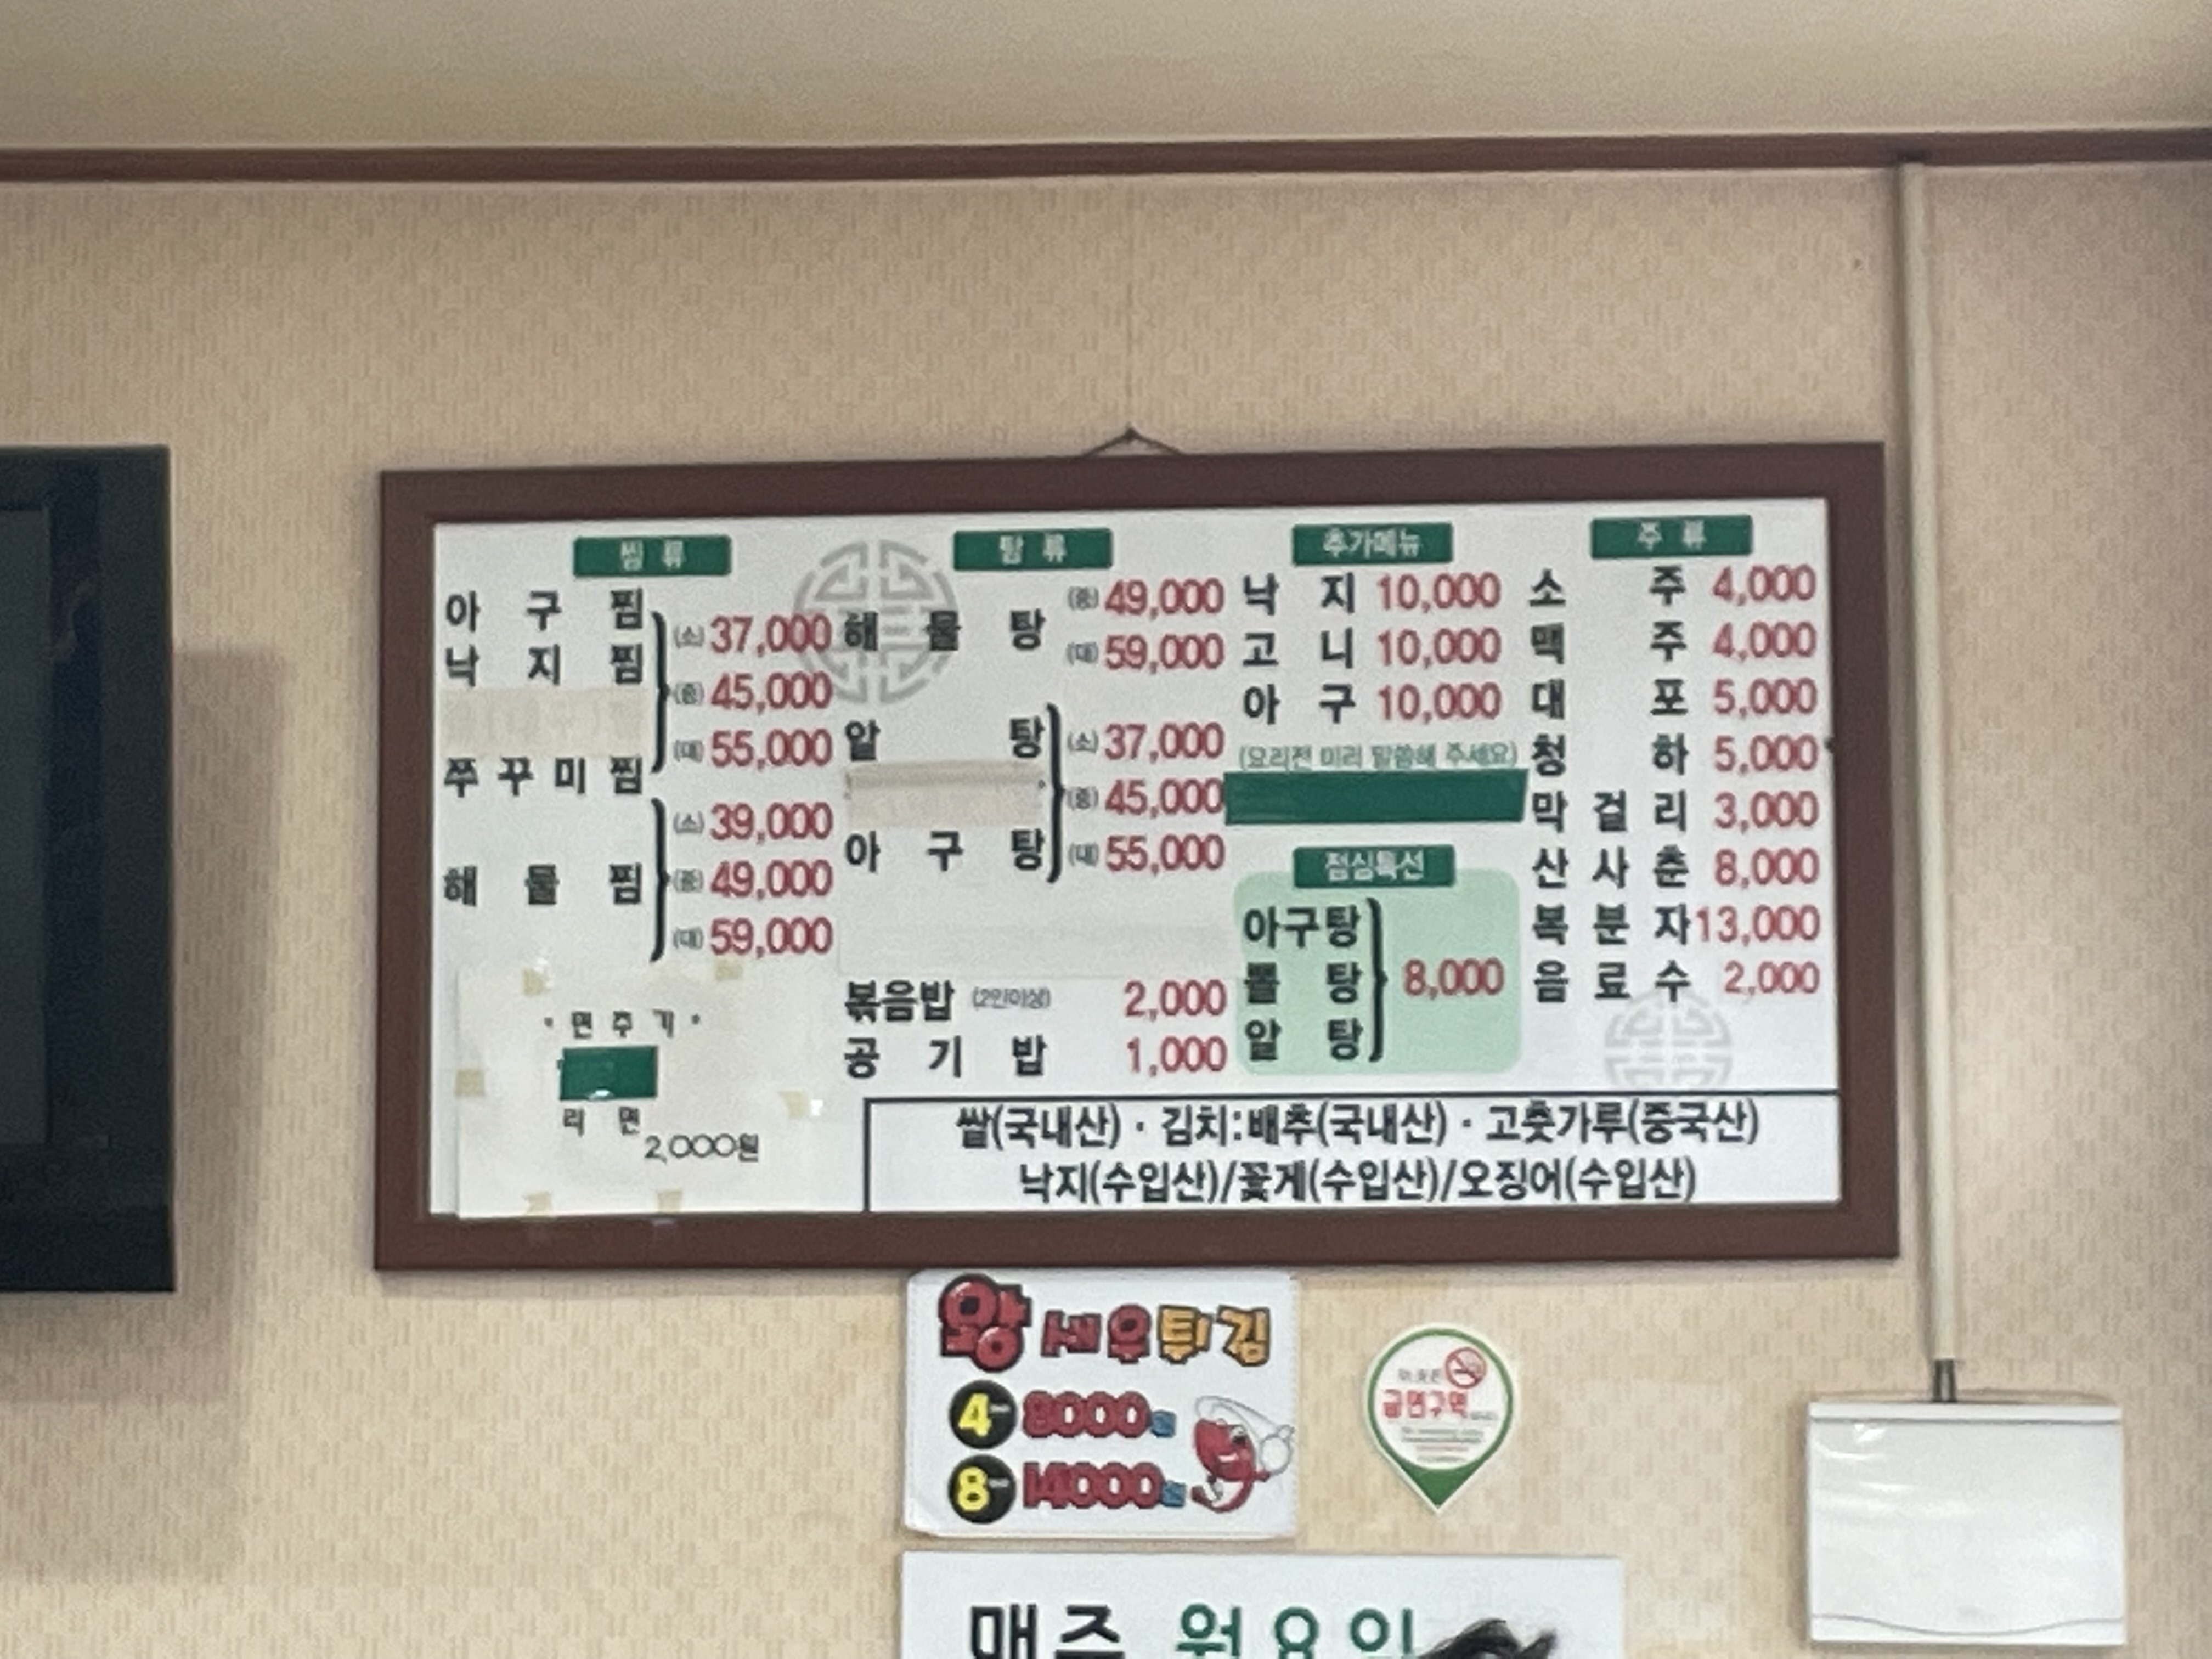 찜 류
아 구 찜
낙 지 찜
쭈 꾸 미 찜
(소) 37,000
(중) 45,000
(대) 55,000
해 물 찜
(소) 39,000
(중) 49,000
(대) 59,000
• 면 추 가 •
라 면
2,000원
탕 류
해 물 탕
(중) 49,000
(대) 59,000
알 탕
아 구 탕
(소) 37,000
(중) 45,000
(대) 55,000
볶음밥 (2인이상) 2,000
공 기 밥 1,000
추가메뉴
낙 지 10,000
고 니 10,000
아 구 10,000
(요리전 미리 말씀해 주세요)
점심특선
아구탕
뽈 탕
알 탕
8,000
주 류
소 주 4,000
맥 주 4,000
대 포 5,000
청 하 5,000
막 걸 리 3,000
산 사 춘 8,000
복 분 자 13,000
음 료 수 2,000
쌀(국내산) · 김치:배추(국내산) · 고춧가루(중국산)
낙지(수입산)/꽃게(수입산)/오징어(수입산)
왕새우튀김
4 8000원
8 14000원
금연구역
매주 월요일